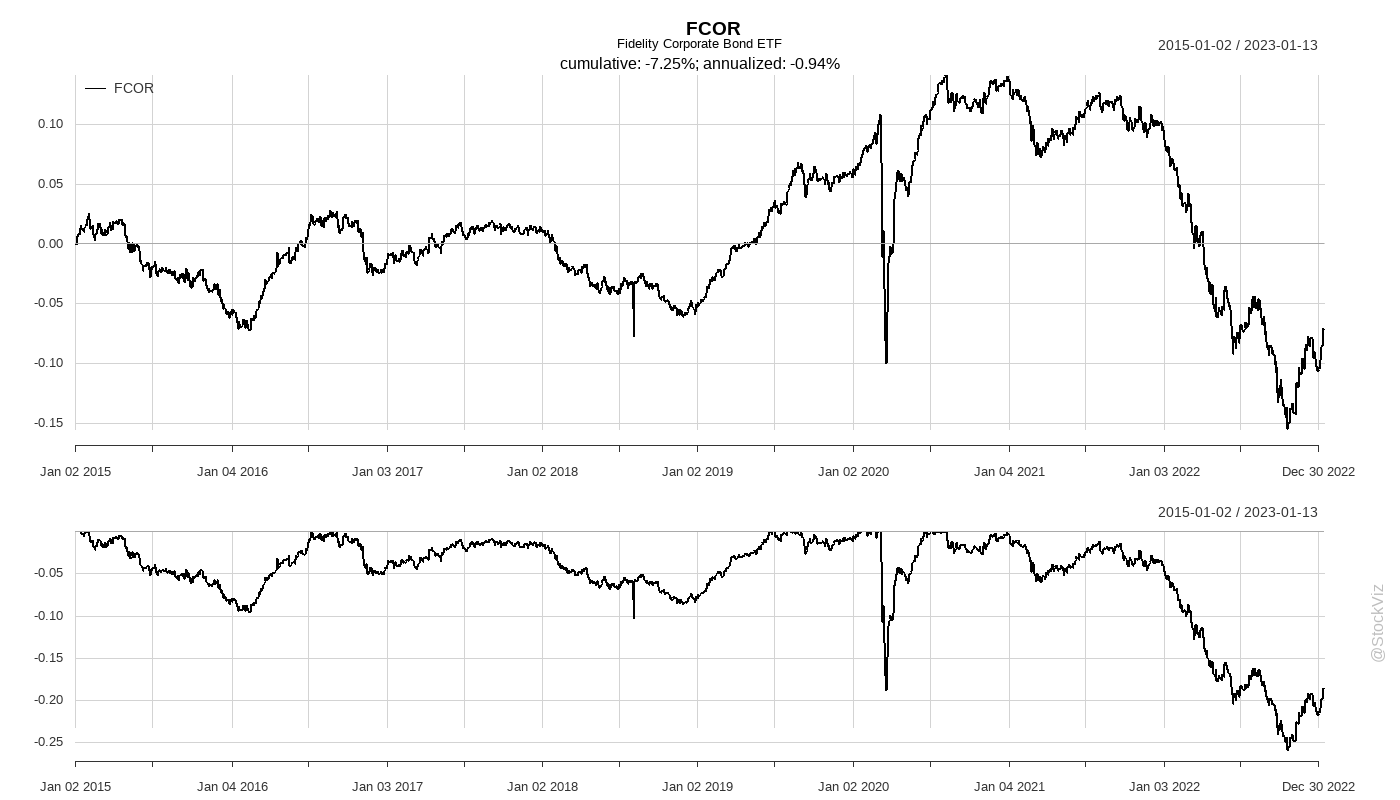 FCOR
Fidelity Corporate Bond ETF
2015-01-02 / 2023-01-13
cumulative: -7.25%; annualized: -0.94%
FCOR
0.10
0.05
0.00
-0.05
-0.10
-0.15
Jan 02 2015 Jan 04 2016 Jan 03 2017 Jan 02 2018 Jan 02 2019 Jan 02 2020 Jan 04 2021 Jan 03 2022 Dec 30 2022
2015-01-02 / 2023-01-13
-0.05
-0.10
-0.15
-0.20
-0.25
Jan 02 2015 Jan 04 2016 Jan 03 2017 Jan 02 2018 Jan 02 2019 Jan 02 2020 Jan 04 2021 Jan 03 2022 Dec 30 2022
@StockViz